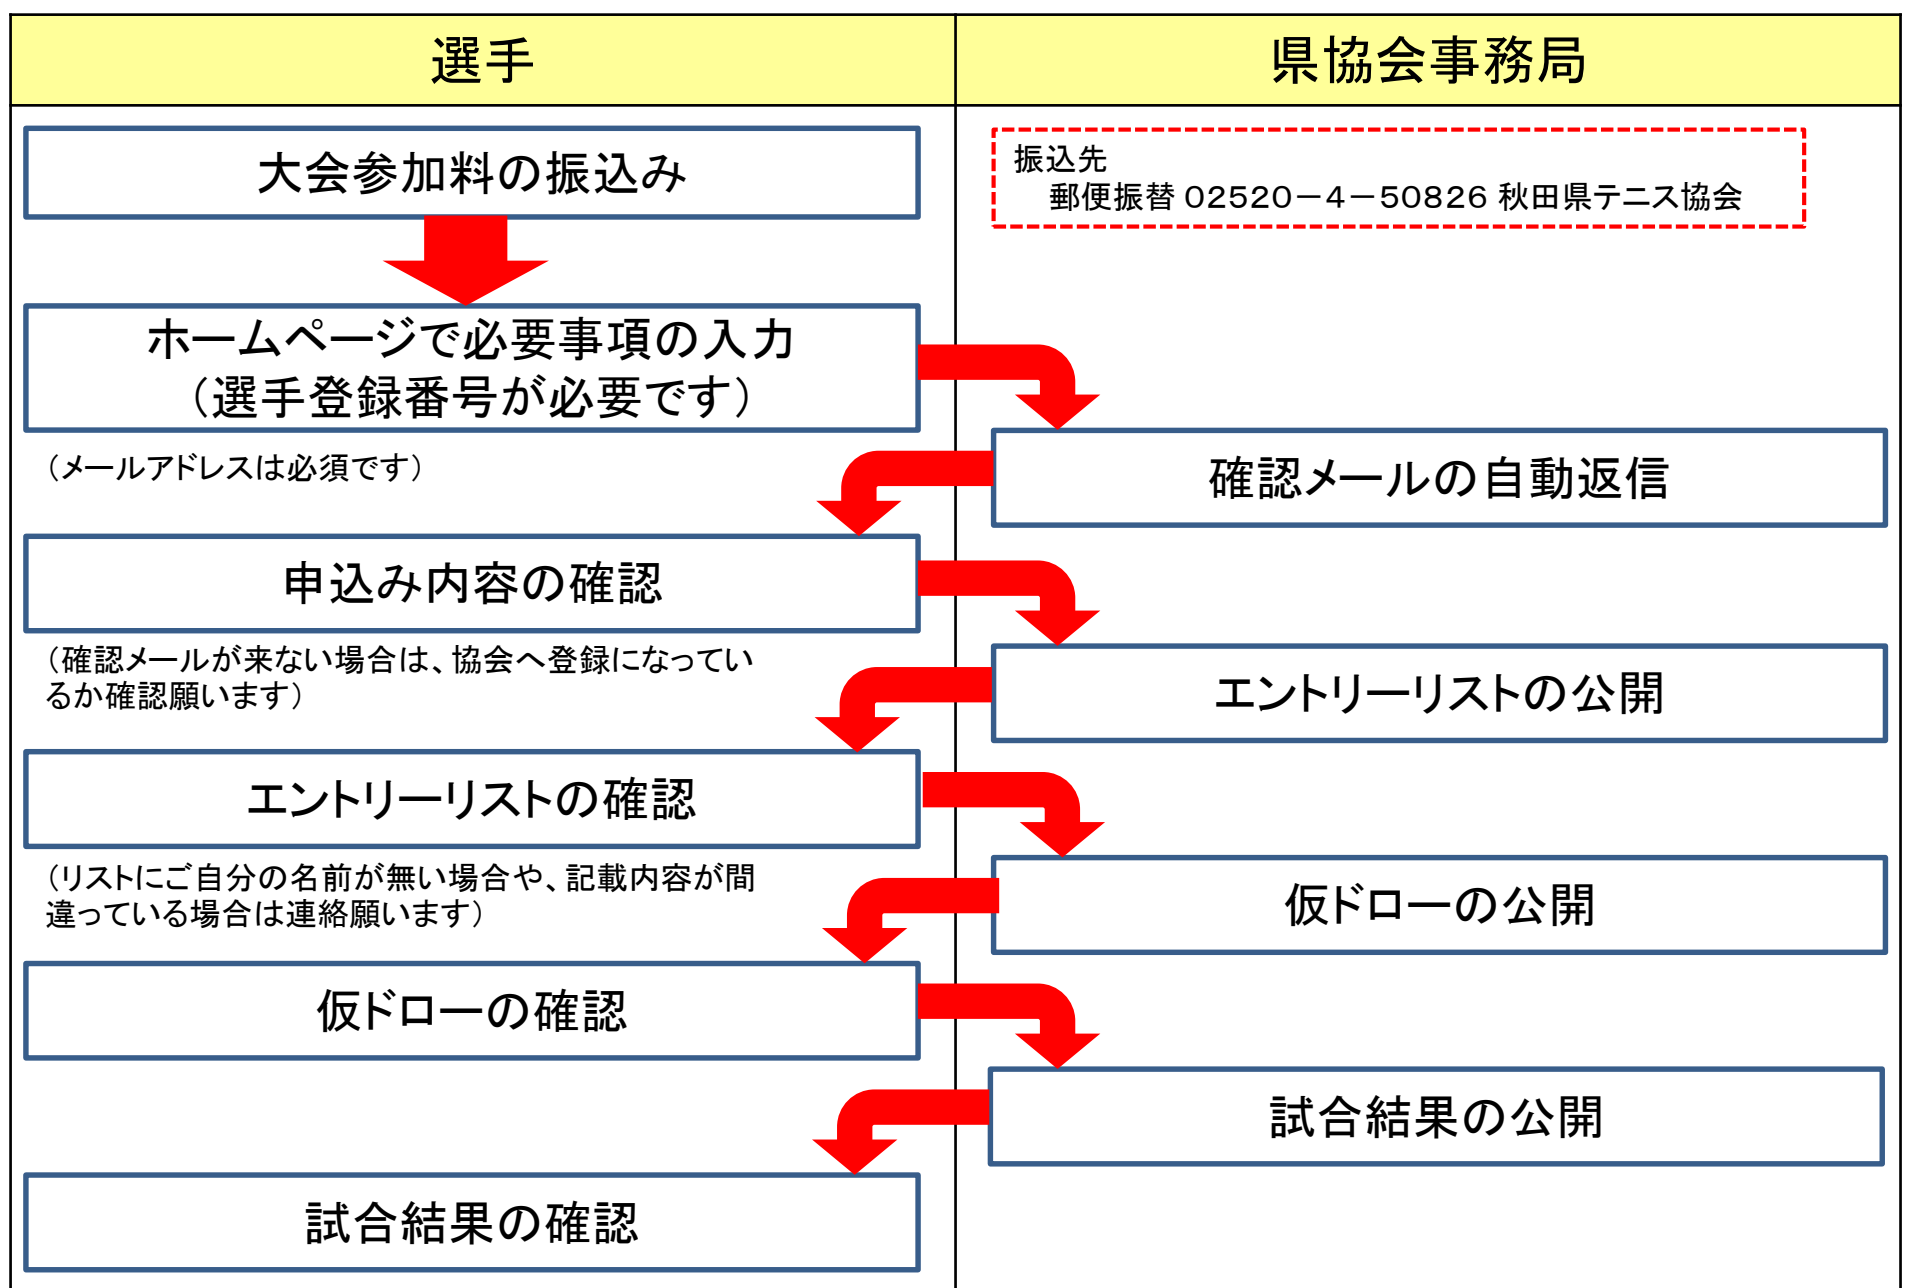 選手
県協会事務局
大会参加料の振込み
振込先
郵便振替 02520－4－50826 秋田県テニス協会
ホームページで必要事項の入力
（選手登録番号が必要です）
（メールアドレスは必須です）
確認メールの自動返信
申込み内容の確認
（確認メールが来ない場合は、協会へ登録になってい
るか確認願います）
エントリーリストの公開
エントリーリストの確認
（リストにご自分の名前が無い場合や、記載内容が間
違っている場合は連絡願います）
仮ドローの公開
仮ドローの確認
試合結果の公開
試合結果の確認